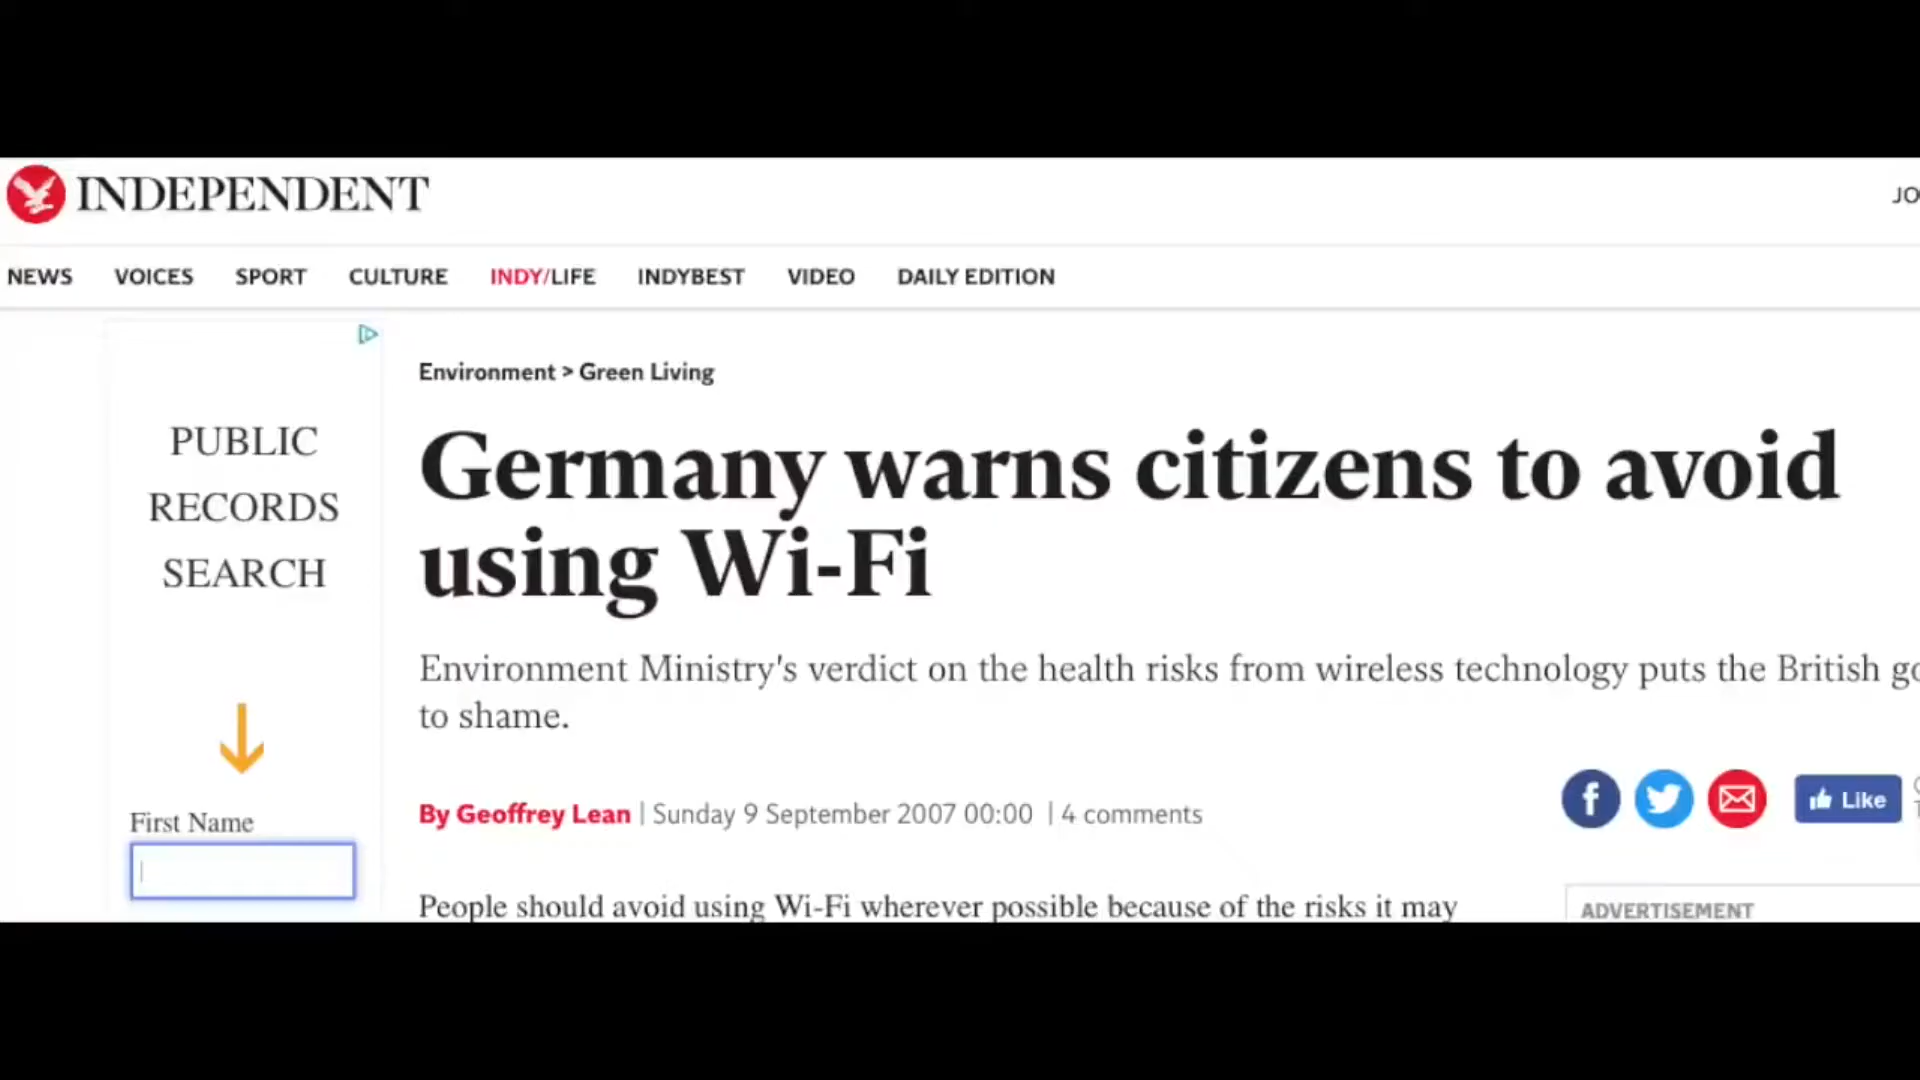 INDEPENDENT
JO
NEWS VOICES SPORT CULTURE INDY/LIFE INDYBEST VIDEO DAILY EDITION
PUBLIC
RECORDS
SEARCH
First Name
Environment > Green Living
Germany warns citizens to avoid
using Wi-Fi
Environment Ministry's verdict on the health risks from wireless technology puts the British go
to shame.
By Geoffrey Lean | Sunday 9 September 2007 00:00 | 4 comments
f Like
People should avoid using Wi-Fi wherever possible because of the risks it may
ADVERTISEMENT